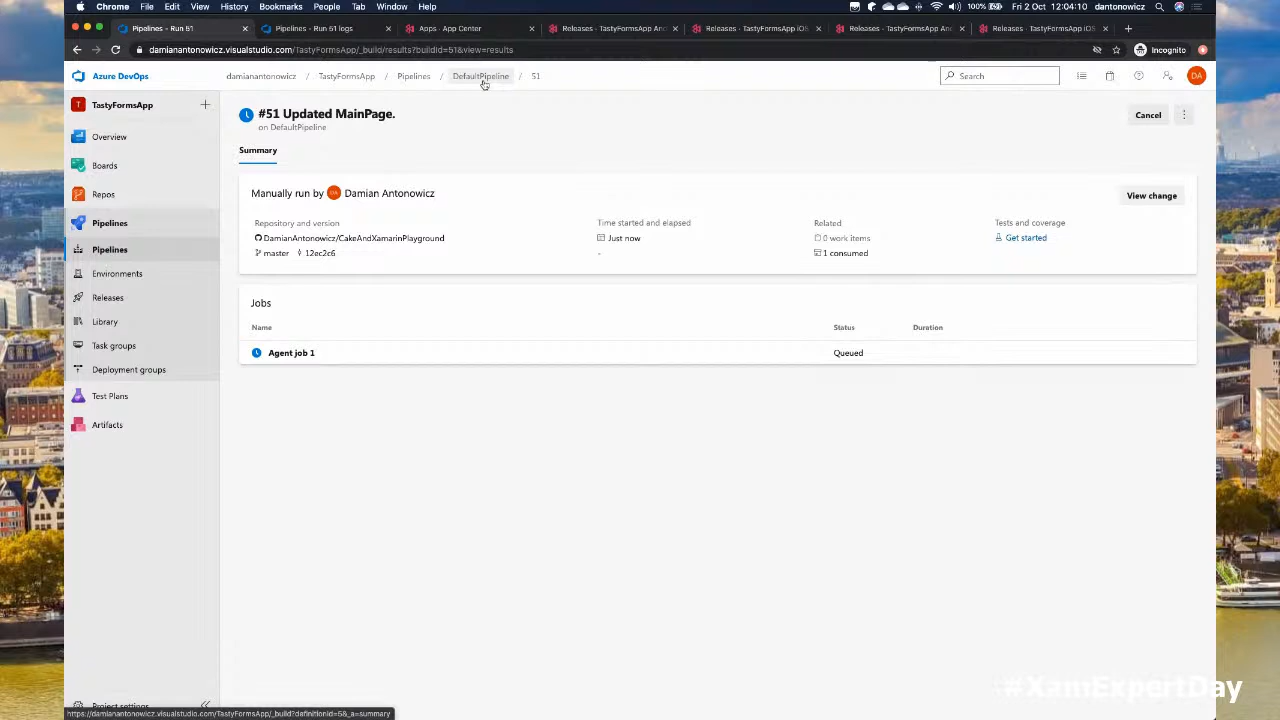 Chrome File Edit View History Bookmarks People Tab Window Help 100% Fri 2 Oct 12:04:10 dantonowicz
Pipelines - Run 51 Pipelines - Run 51 logs Apps · App Center Releases - TastyFormsApp And Releases - TastyFormsApp iOS Releases - TastyFormsApp And Releases - TastyFormsApp iOS
damianantonowicz.visualstudio.com/TastyFormsApp/_build/results?buildId=51&view=results Incognito
Azure DevOps damianantonowicz / TastyFormsApp / Pipelines / DefaultPipeline / 51 Search DA
T TastyFormsApp
Overview
Boards
Repos
Pipelines
Pipelines
Environments
Releases
Library
Task groups
Deployment groups
Test Plans
Artifacts
Project settings
#51 Updated MainPage.
on DefaultPipeline
Cancel
Summary
Manually run by DA Damian Antonowicz
View change
Repository and version Time started and elapsed Related Tests and coverage
DamianAntonowicz/CakeAndXamarinPlayground Just now 0 work items Get started
master 12ec2c6 - 1 consumed
Jobs
Name Status Duration
Agent job 1 Queued
##XamExpertDay
https://damianantonowicz.visualstudio.com/TastyFormsApp/_build?definitionId=5&_a=summary